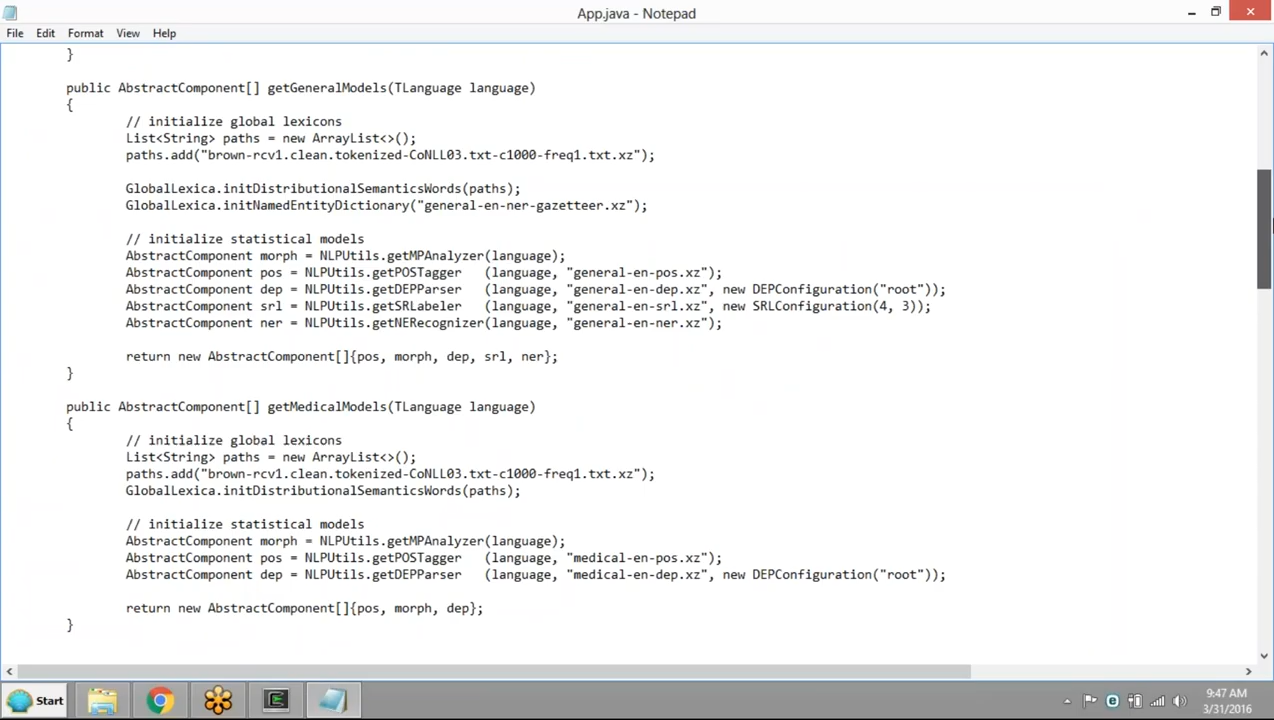 App.java - Notepad
File Edit Format View Help
}
public AbstractComponent[] getGeneralModels(TLanguage language)
{
// initialize global lexicons
List<String> paths = new ArrayList<>();
paths.add("brown-rcv1.clean.tokenized-CoNLL03.txt-c1000-freq1.txt.xz");
GlobalLexica.initDistributionalSemanticsWords(paths);
GlobalLexica.initNamedEntityDictionary("general-en-ner-gazetteer.xz");
// initialize statistical models
AbstractComponent morph = NLPUtils.getMPAnalyzer(language);
AbstractComponent pos = NLPUtils.getPOSTagger   (language, "general-en-pos.xz");
AbstractComponent dep = NLPUtils.getDEPParser   (language, "general-en-dep.xz", new DEPConfiguration("root"));
AbstractComponent srl = NLPUtils.getSRLabeler   (language, "general-en-srl.xz", new SRLConfiguration(4, 3));
AbstractComponent ner = NLPUtils.getNERecognizer(language, "general-en-ner.xz");
return new AbstractComponent[]{pos, morph, dep, srl, ner};
}
public AbstractComponent[] getMedicalModels(TLanguage language)
{
// initialize global lexicons
List<String> paths = new ArrayList<>();
paths.add("brown-rcv1.clean.tokenized-CoNLL03.txt-c1000-freq1.txt.xz");
GlobalLexica.initDistributionalSemanticsWords(paths);
// initialize statistical models
AbstractComponent morph = NLPUtils.getMPAnalyzer(language);
AbstractComponent pos = NLPUtils.getPOSTagger   (language, "medical-en-pos.xz");
AbstractComponent dep = NLPUtils.getDEPParser   (language, "medical-en-dep.xz", new DEPConfiguration("root"));
return new AbstractComponent[]{pos, morph, dep};
}
Start
9:47 AM
3/31/2016